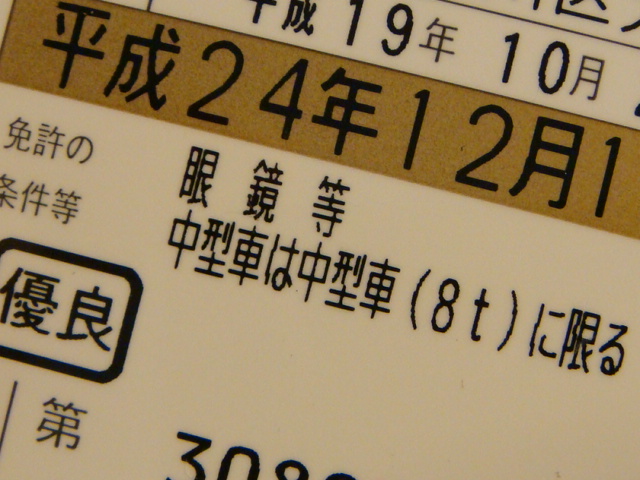 平成19年10月
平成24年12月1
免許の
条件等
眼鏡等
中型車は中型車(8t)に限る
優良
第
308